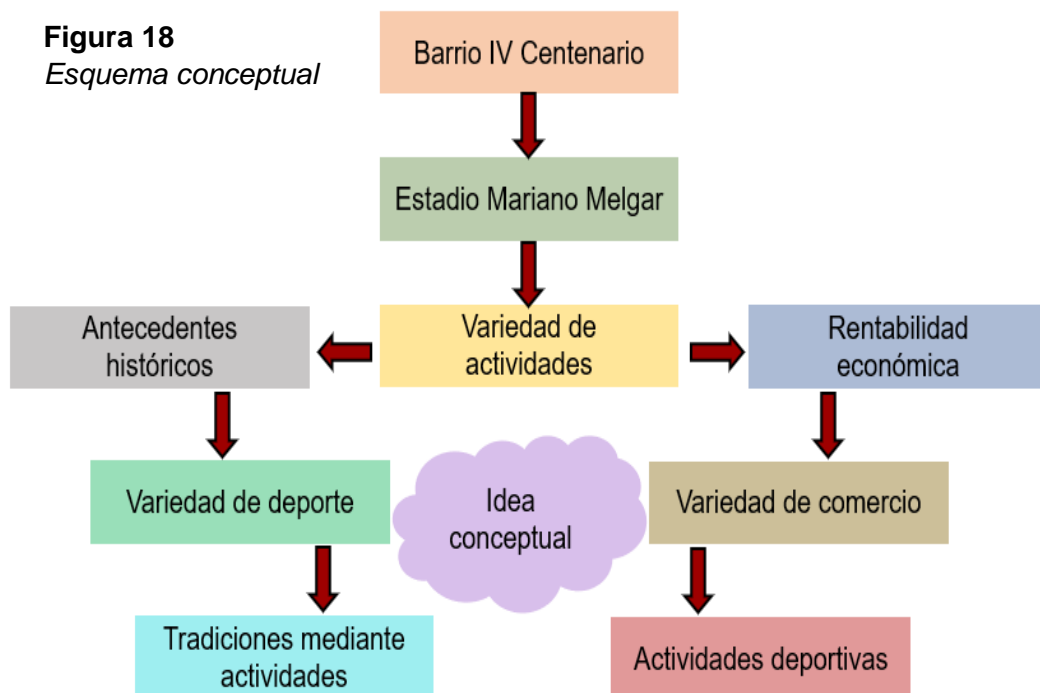 Figura 18
Esquema conceptual
Barrio IV Centenario
Estadio Mariano Melgar
Antecedentes
históricos
Variedad de
actividades
Rentabilidad
económica
Variedad de deporte
Idea
conceptual
Variedad de comercio
Tradiciones mediante
actividades
Actividades deportivas